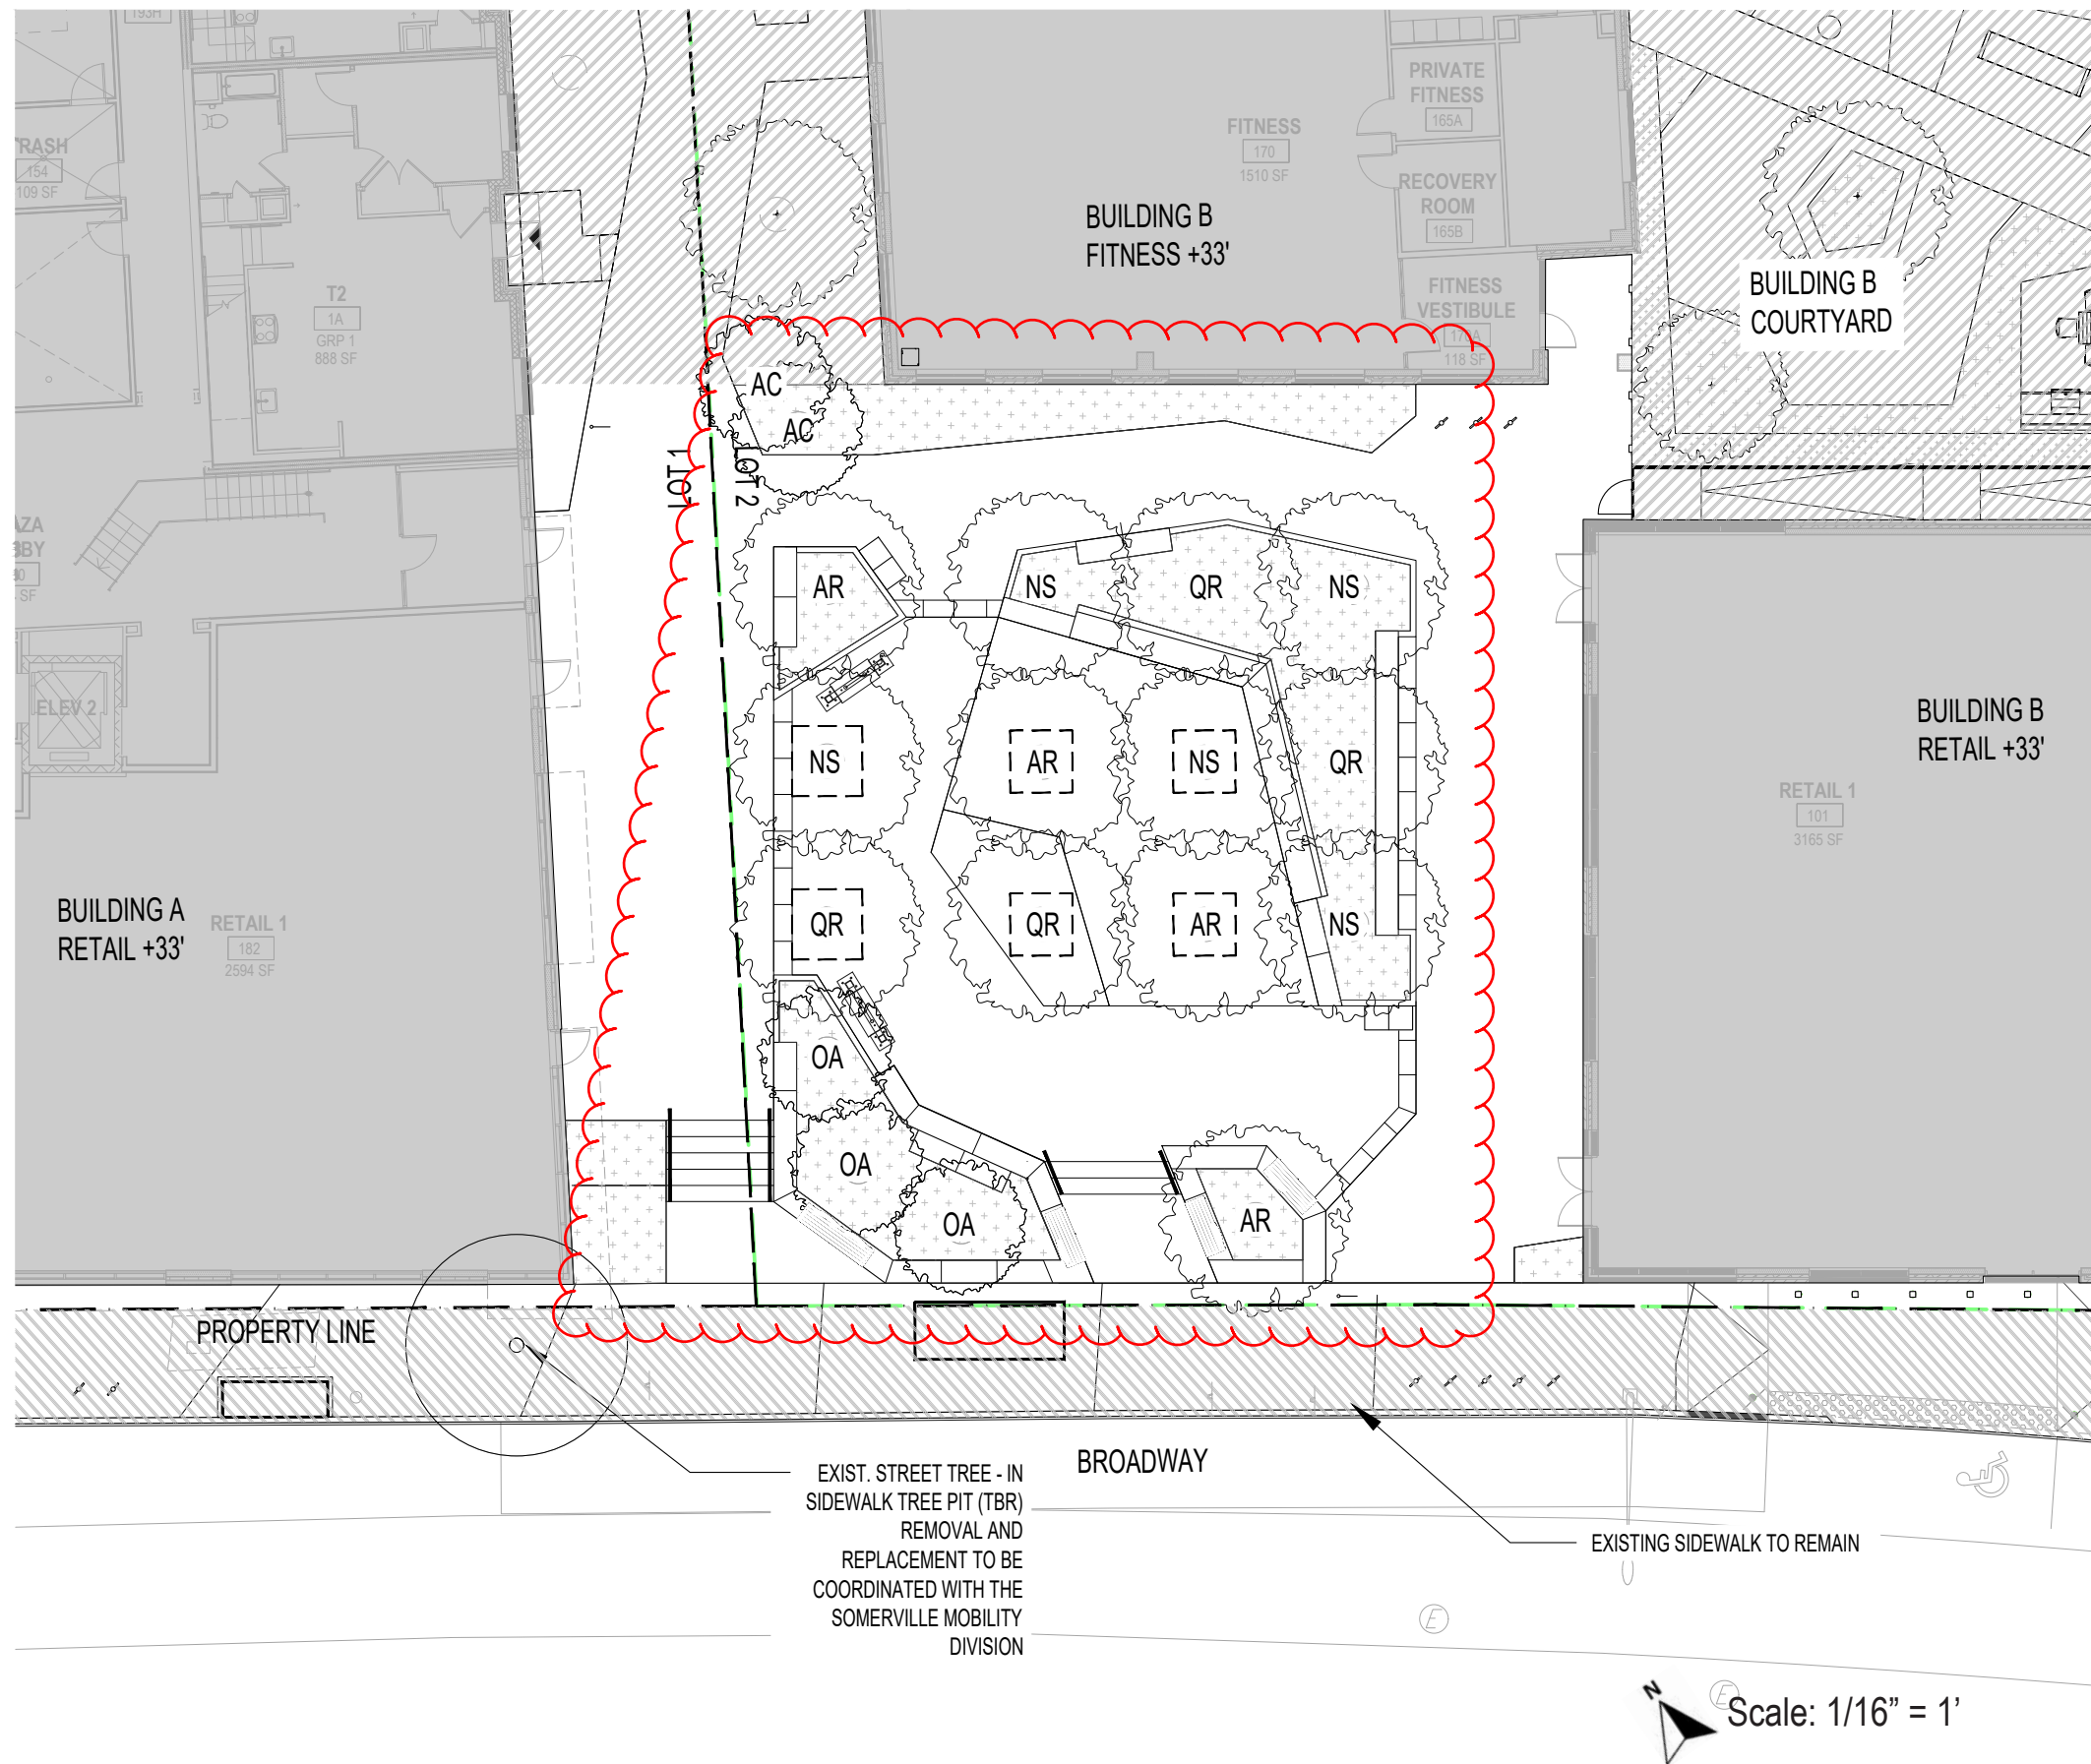 193H
TRASH
154
109 SF
T2
1A
GRP 1
888 SF
PRIVATE
FITNESS
165A
FITNESS
170
1510 SF
RECOVERY
ROOM
165B
BUILDING B
FITNESS +33'
FITNESS
VESTIBULE
118 SF
BUILDING B
COURTYARD
AC
AC
LOT 1
LOT 2
AR
NS
QR
NS
ELEV 2
NS
AR
NS
QR
BUILDING B
RETAIL +33'
RETAIL 1
101
3165 SF
BUILDING A
RETAIL +33'
RETAIL 1
182
2594 SF
QR
QR
AR
NS
OA
OA
OA
AR
PROPERTY LINE
BROADWAY
EXIST. STREET TREE - IN
SIDEWALK TREE PIT (TBR)
REMOVAL AND
REPLACEMENT TO BE
COORDINATED WITH THE
SOMERVILLE MOBILITY
DIVISION
EXISTING SIDEWALK TO REMAIN
E
E
N
Scale: 1/16” = 1’